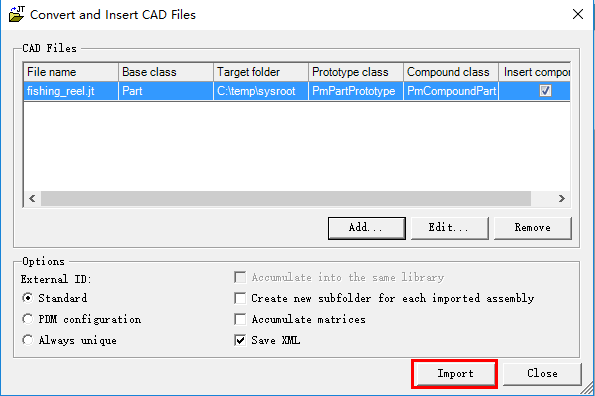 JT
Convert and Insert CAD Files
CAD Files
File name Base class Target folder Prototype class Compound class Insert compor
fishing_reel.jt Part C:\temp\sysroot PmPartPrototype PmCompoundPart
Add... Edit... Remove
Options
External ID: Accumulate into the same library
Standard Create new subfolder for each imported assembly
PDM configuration Accumulate matrices
Always unique Save XML
Import Close